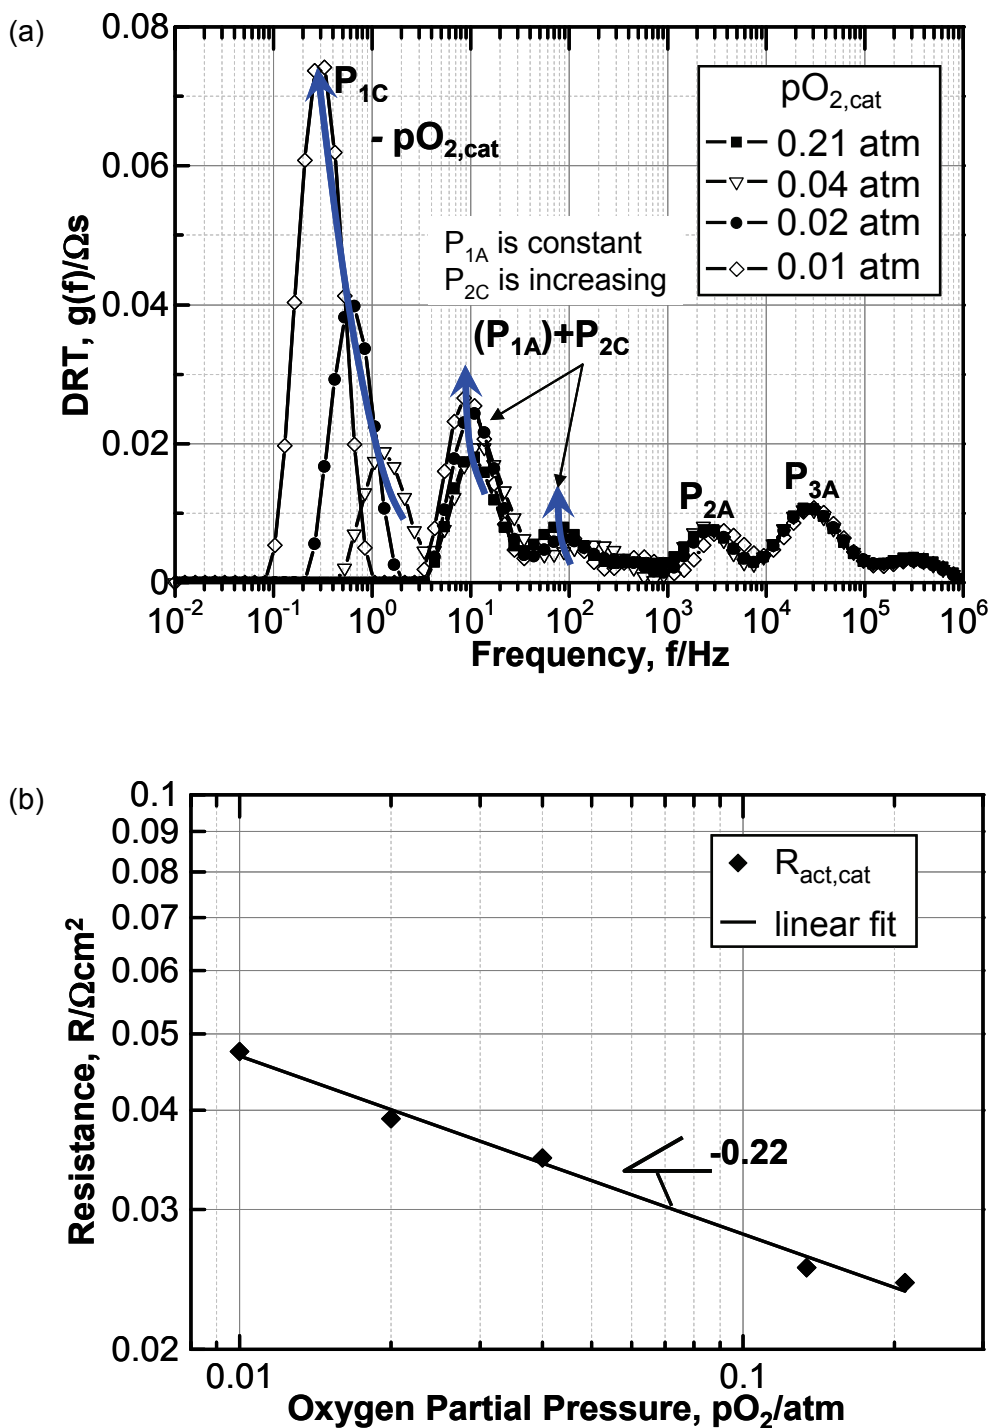 (a)
0.08
0.06
0.04
0.02
0
DRT, g(f)/Ωs
P1C
- pO2,cat
P1A is constant
P2C is increasing
(P1A)+P2C
P2A
P3A
pO2,cat
0.21 atm
0.04 atm
0.02 atm
0.01 atm
10-2 10-1 100 101 102 103 104 105 106
Frequency, f/Hz
(b)
0.1
0.09
0.08
0.07
0.06
0.05
0.04
0.03
0.02
Resistance, R/Ωcm2
Ract,cat
linear fit
-0.22
0.01 0.1
Oxygen Partial Pressure, pO2/atm